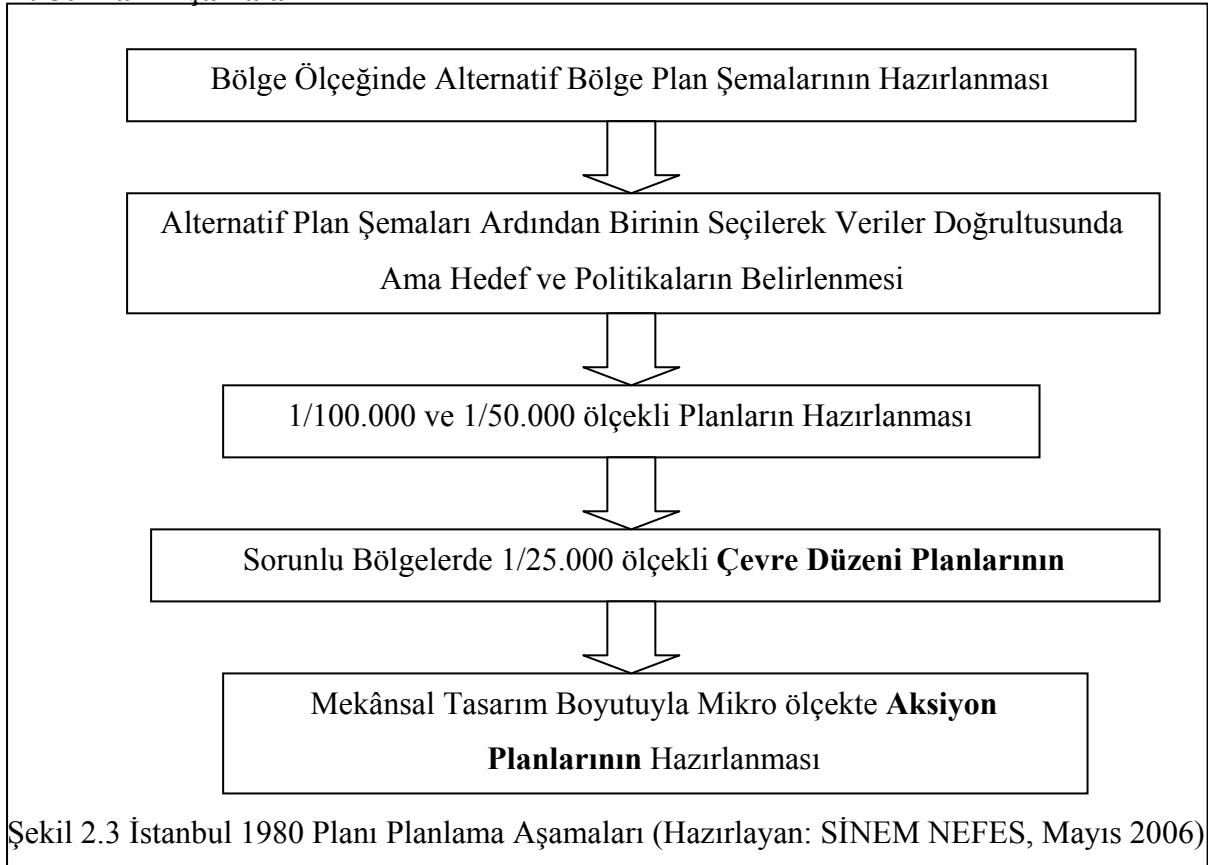 Bölge Ölçeğinde Alternatif Bölge Plan Şemalarının Hazırlanması
Alternatif Plan Şemaları Ardından Birinin Seçilerek Veriler Doğrultusunda
Ama Hedef ve Politikaların Belirlenmesi
1/100.000 ve 1/50.000 ölçekli Planların Hazırlanması
Sorunlu Bölgelerde 1/25.000 ölçekli Çevre Düzeni Planlarının
Mekânsal Tasarım Boyutuyla Mikro ölçekte Aksiyon
Planlarının Hazırlanması
Şekil 2.3 İstanbul 1980 Planı Planlama Aşamaları (Hazırlayan: SİNEM NEFES, Mayıs 2006)